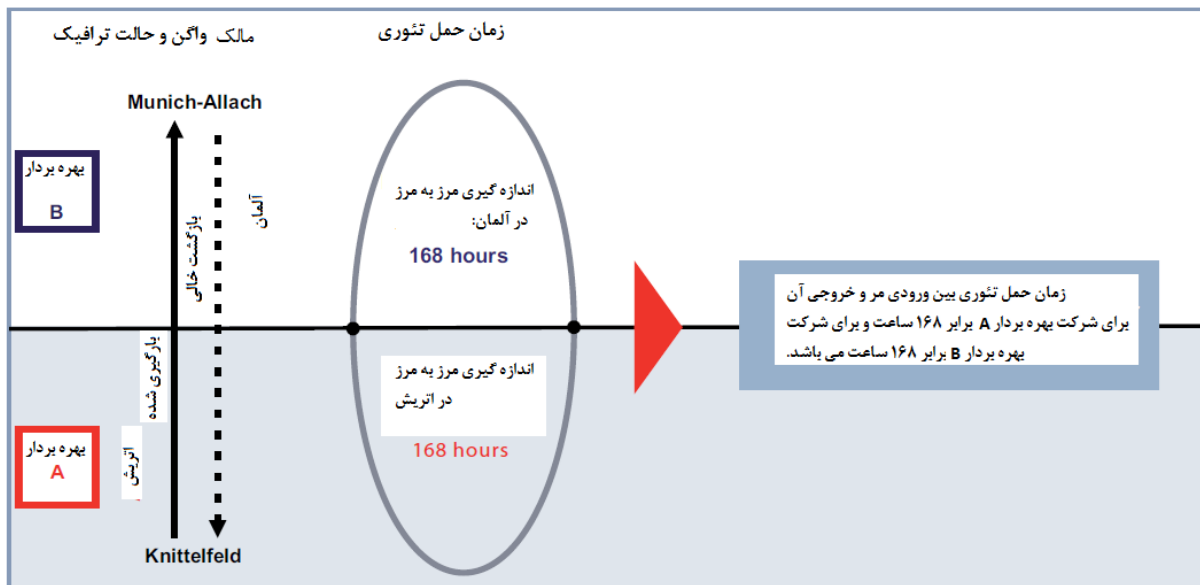 مالک واگن و حالت ترافیک
زمان حمل تئوری
Munich-Allach
بهره بردار
B
بازگشت خالی
آلمان
اندازه گیری مرز به مرز
در آلمان:
168 hours
زمان حمل تئوری بین ورودی مر و خروجی آن
برای شرکت بهره بردار A برابر ۱۶۸ ساعت و برای شرکت
بهره بردار B برابر ۱۶۸ ساعت می باشد.
بارگیری شده
اندازه گیری مرز به مرز
در اتریش
168 hours
بهره بردار
A
اتریش
Knittelfeld